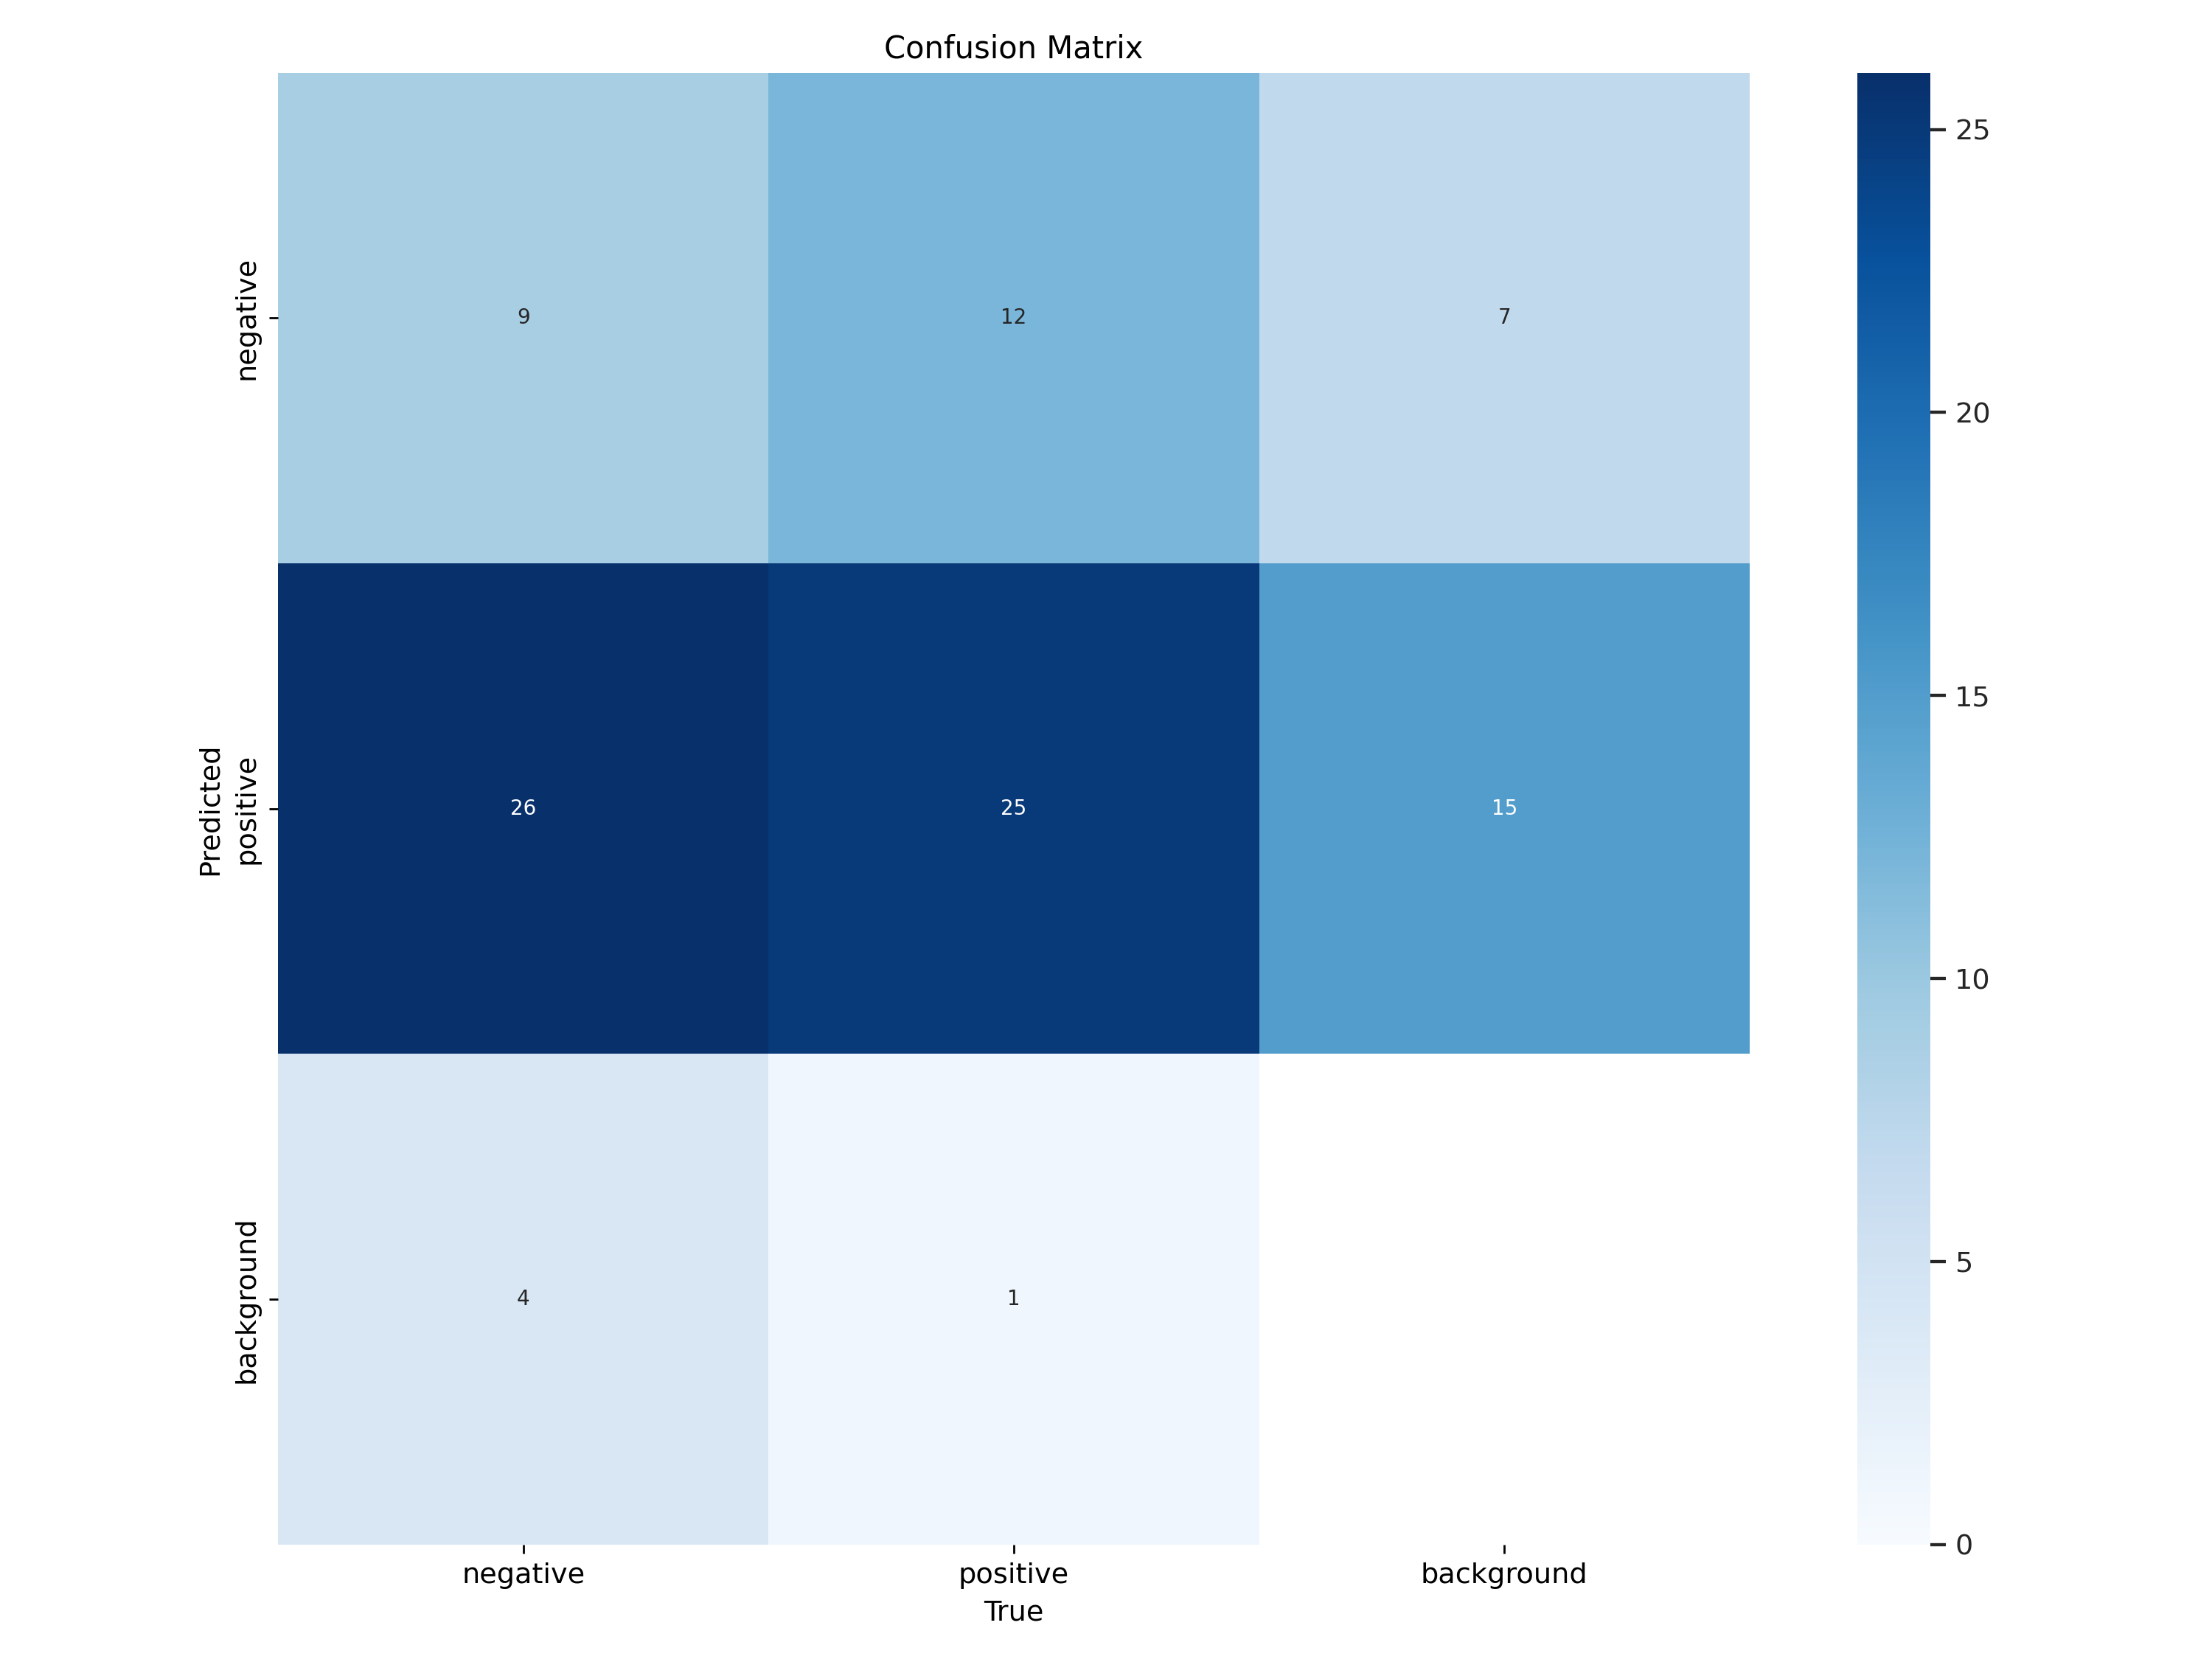 Confusion Matrix
negative
9
12
7
25
20
15
10
5
0
Predicted
positive
26
25
15
background
4
1
negative
positive
background
True